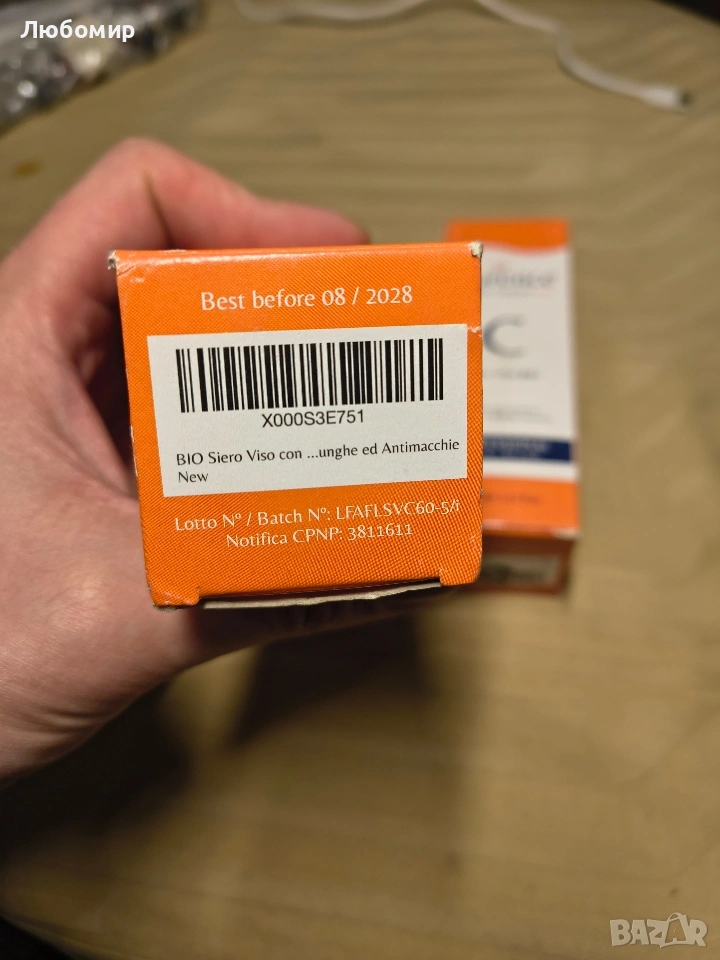 Любомир
Best before 08 / 2028
X000S3E751
BIO Siero Viso con ...unghe ed Antimacchie
New
Lotto N° / Batch N°: LFAFLSVC60-5/i
Notifica CPNP: 3811611
C
BAZAR